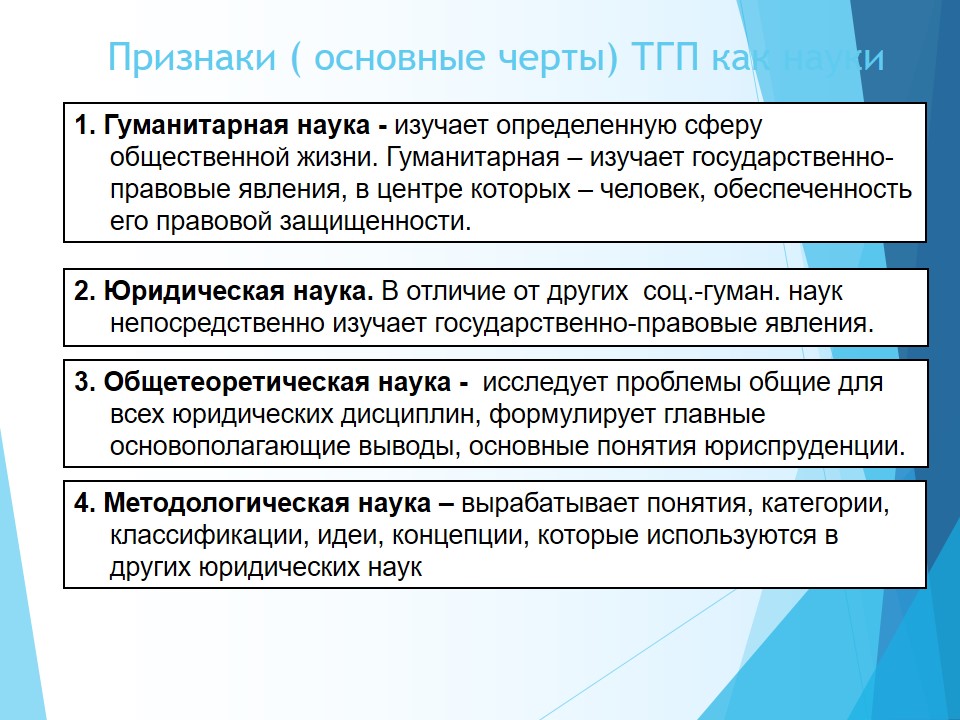 Признаки ( основные черты) ТГП как науки
1. Гуманитарная наука - изучает определенную сферу
общественной жизни. Гуманитарная – изучает государственно-
правовые явления, в центре которых – человек, обеспеченность
его правовой защищенности.
2. Юридическая наука. В отличие от других  соц.-гуман. наук
непосредственно изучает государственно-правовые явления.
3. Общетеоретическая наука -  исследует проблемы общие для
всех юридических дисциплин, формулирует главные
основополагающие выводы, основные понятия юриспруденции.
4. Методологическая наука – вырабатывает понятия, категории,
классификации, идеи, концепции, которые используются в
других юридических наук